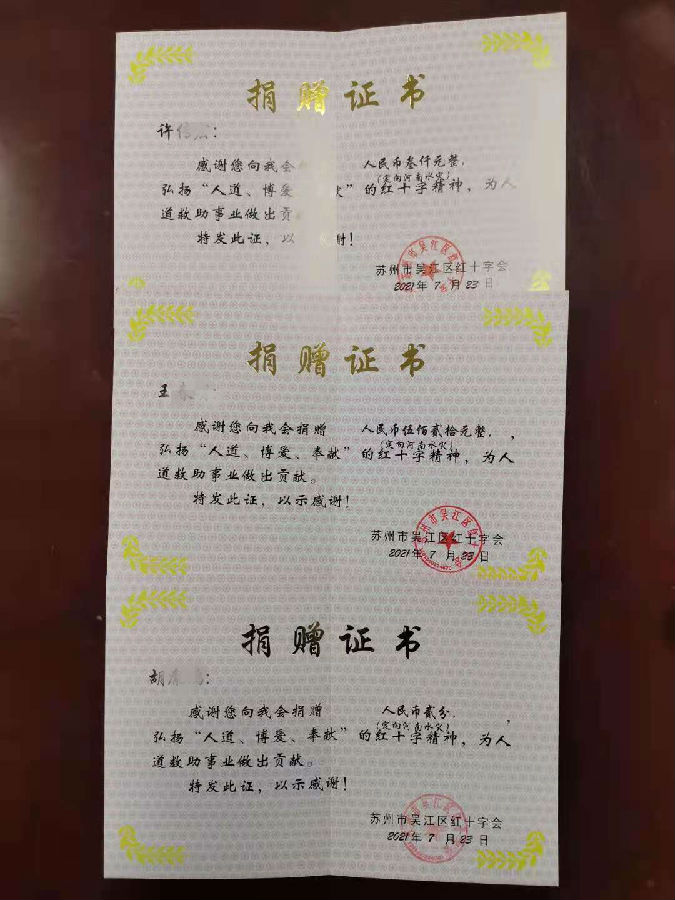 捐赠证书
许
感谢您向我会 人民币叁仟元整,
(定向河南水灾)
弘扬“人道、博爱、 献”的红十字精神，为人
道救助事业做出贡
特发此证，以 谢！
苏州市吴江区红十字会
2021年 7 月 23 日
捐赠证书
王
感谢您向我会捐赠 人民币伍佰贰拾元整. ，
(定向河南水灾)
弘扬“人道、博爱、奉献”的红十字精神，为人
道救助事业做出贡献。
特发此证，以示感谢！
苏州市吴江区红十字会
2021年 7 月 23 日
捐赠证书
胡
感谢您向我会捐赠 人民币贰分. ，
(定向河南水灾)
弘扬“人道、博爱、奉献”的红十字精神，为人
道救助事业做出贡献。
特发此证，以示感谢！
苏州市吴江区红十字会
2021年 7 月 23 日